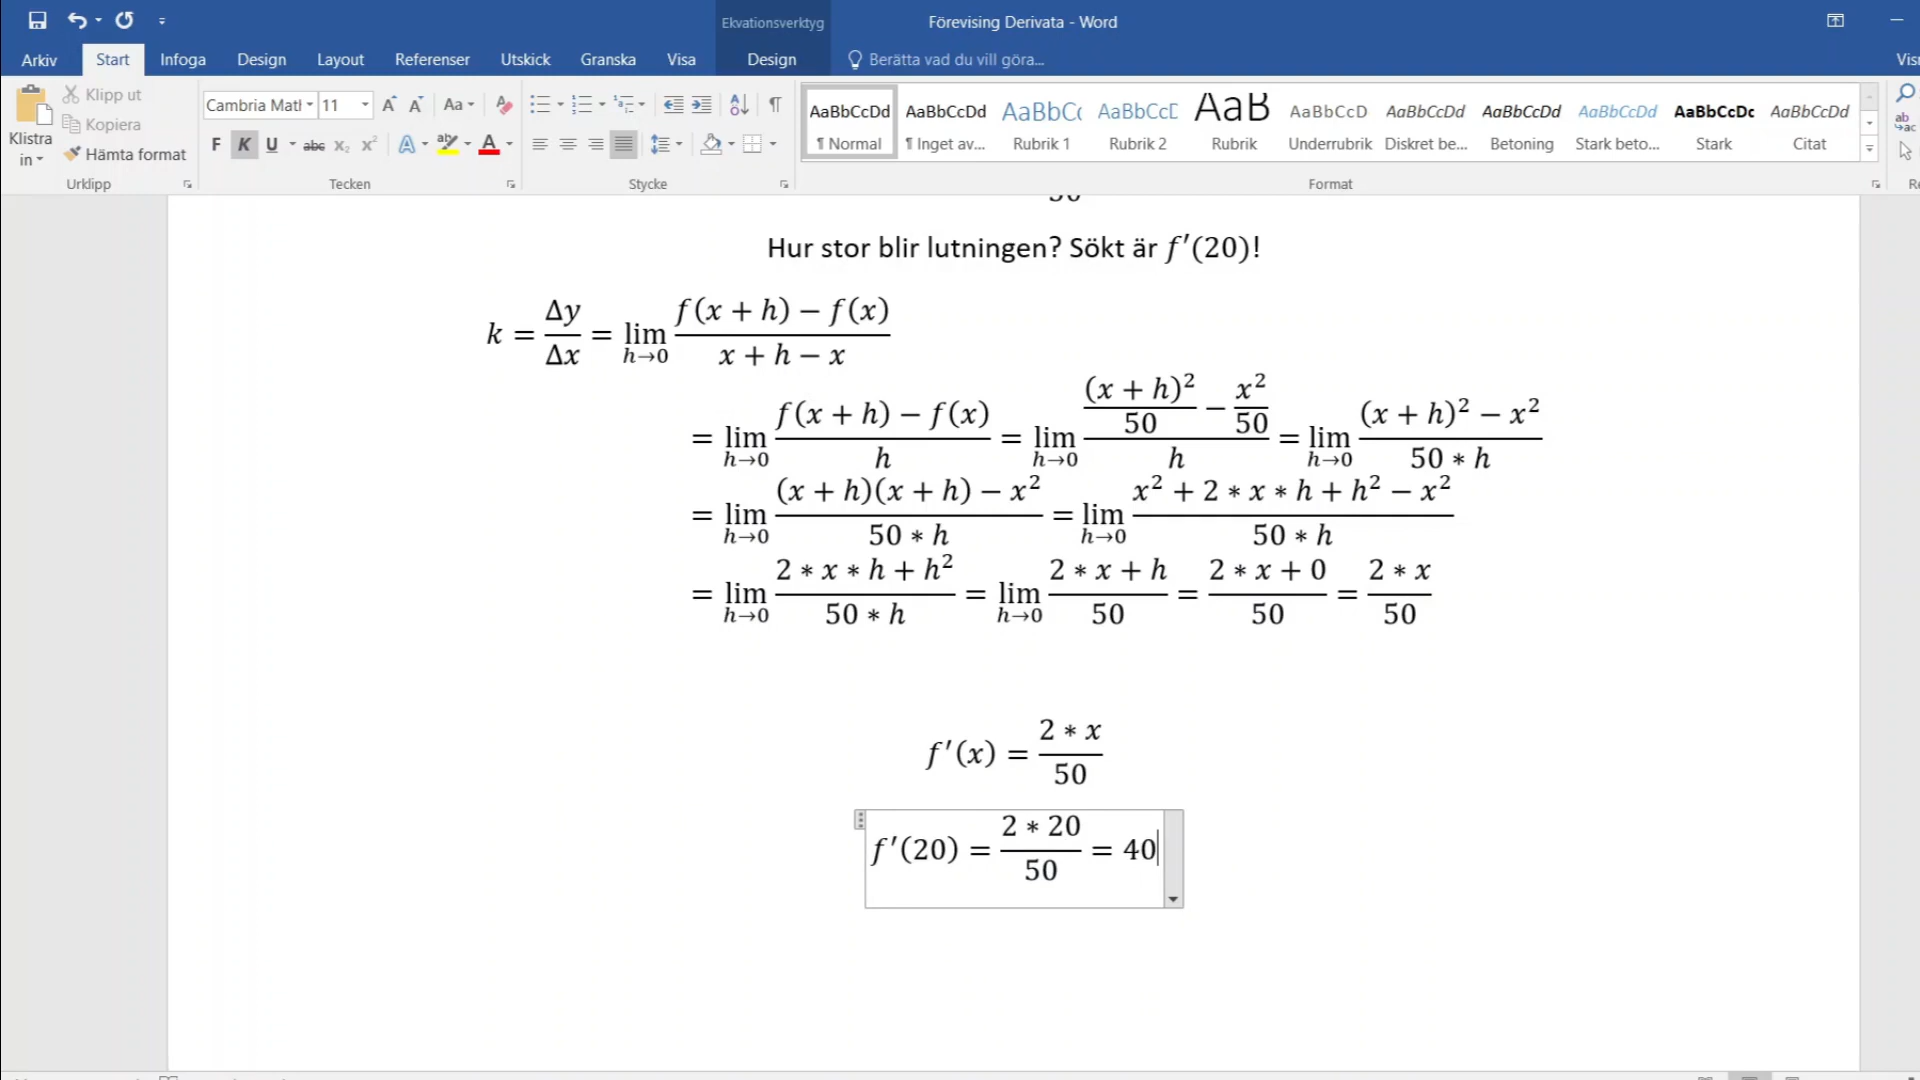 Ekvationsverktyg
Förevising Derivata - Word
Arkiv Start Infoga Design Layout Referenser Utskick Granska Visa Design Berätta vad du vill göra...
Klistra in
Klipp ut
Kopiera
Hämta format
Urklipp
Cambria Matl 11 Aa
F K U abc x₂ x² A aby A
Tecken
Stycke
AaBbCcDd AaBbCcDd AaBbC AaBbCcE AaB AaBbCcD AaBbCcDd AaBbCcDd AaBbCcDd AaBbCcDc AaBbCcDd
¶ Normal ¶ Inget av... Rubrik 1 Rubrik 2 Rubrik Underrubrik Diskret be... Betoning Stark beto... Stark Citat
Format
Hur stor blir lutningen? Sökt är f′(20)!
k = Δy/Δx = lim h→0 (f(x + h) − f(x))/(x + h − x)
= lim h→0 (f(x + h) − f(x))/h = lim h→0 ((x + h)²/50 − x²/50)/h = lim h→0 ((x + h)² − x²)/(50 ∗ h)
= lim h→0 ((x + h)(x + h) − x²)/(50 ∗ h) = lim h→0 (x² + 2 ∗ x ∗ h + h² − x²)/(50 ∗ h)
= lim h→0 (2 ∗ x ∗ h + h²)/(50 ∗ h) = lim h→0 (2 ∗ x + h)/50 = (2 ∗ x + 0)/50 = (2 ∗ x)/50
f′(x) = (2 ∗ x)/50
f′(20) = (2 ∗ 20)/50 = 40